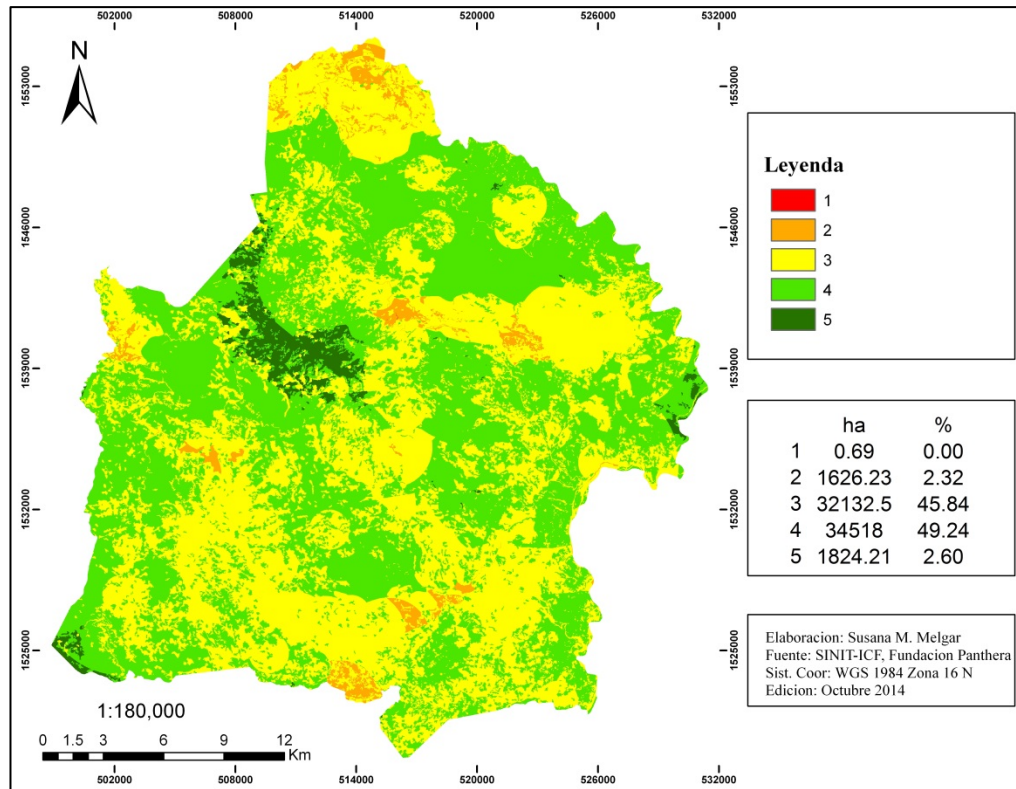 502000 508000 514000 520000 526000 532000
N
1553000 1553000
1546000 1546000
1539000 1539000
1532000 1532000
1525000 1525000
Leyenda
1
2
3
4
5
ha %
1 0.69 0.00
2 1626.23 2.32
3 32132.5 45.84
4 34518 49.24
5 1824.21 2.60
Elaboracion: Susana M. Melgar
Fuente: SINIT-ICF, Fundacion Panthera
Sist. Coor: WGS 1984 Zona 16 N
Edicion: Octubre 2014
1:180,000
0 1.5 3 6 9 12
Km
502000 508000 514000 520000 526000 532000